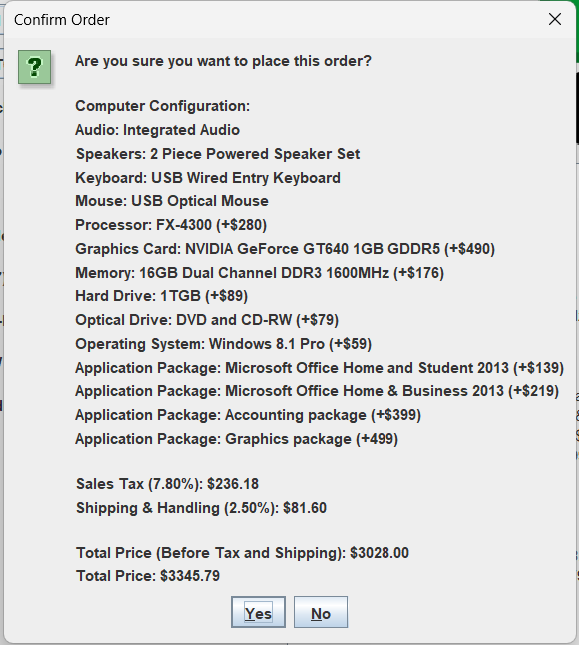 Confirm Order
Are you sure you want to place this order?
Computer Configuration:
Audio: Integrated Audio
Speakers: 2 Piece Powered Speaker Set
Keyboard: USB Wired Entry Keyboard
Mouse: USB Optical Mouse
Processor: FX-4300 (+$280)
Graphics Card: NVIDIA GeForce GT640 1GB GDDR5 (+$490)
Memory: 16GB Dual Channel DDR3 1600MHz (+$176)
Hard Drive: 1TGB (+$89)
Optical Drive: DVD and CD-RW (+$79)
Operating System: Windows 8.1 Pro (+$59)
Application Package: Microsoft Office Home and Student 2013 (+$139)
Application Package: Microsoft Office Home & Business 2013 (+$219)
Application Package: Accounting package (+$399)
Application Package: Graphics package (+499)
Sales Tax (7.80%): $236.18
Shipping & Handling (2.50%): $81.60
Total Price (Before Tax and Shipping): $3028.00
Total Price: $3345.79
Yes No